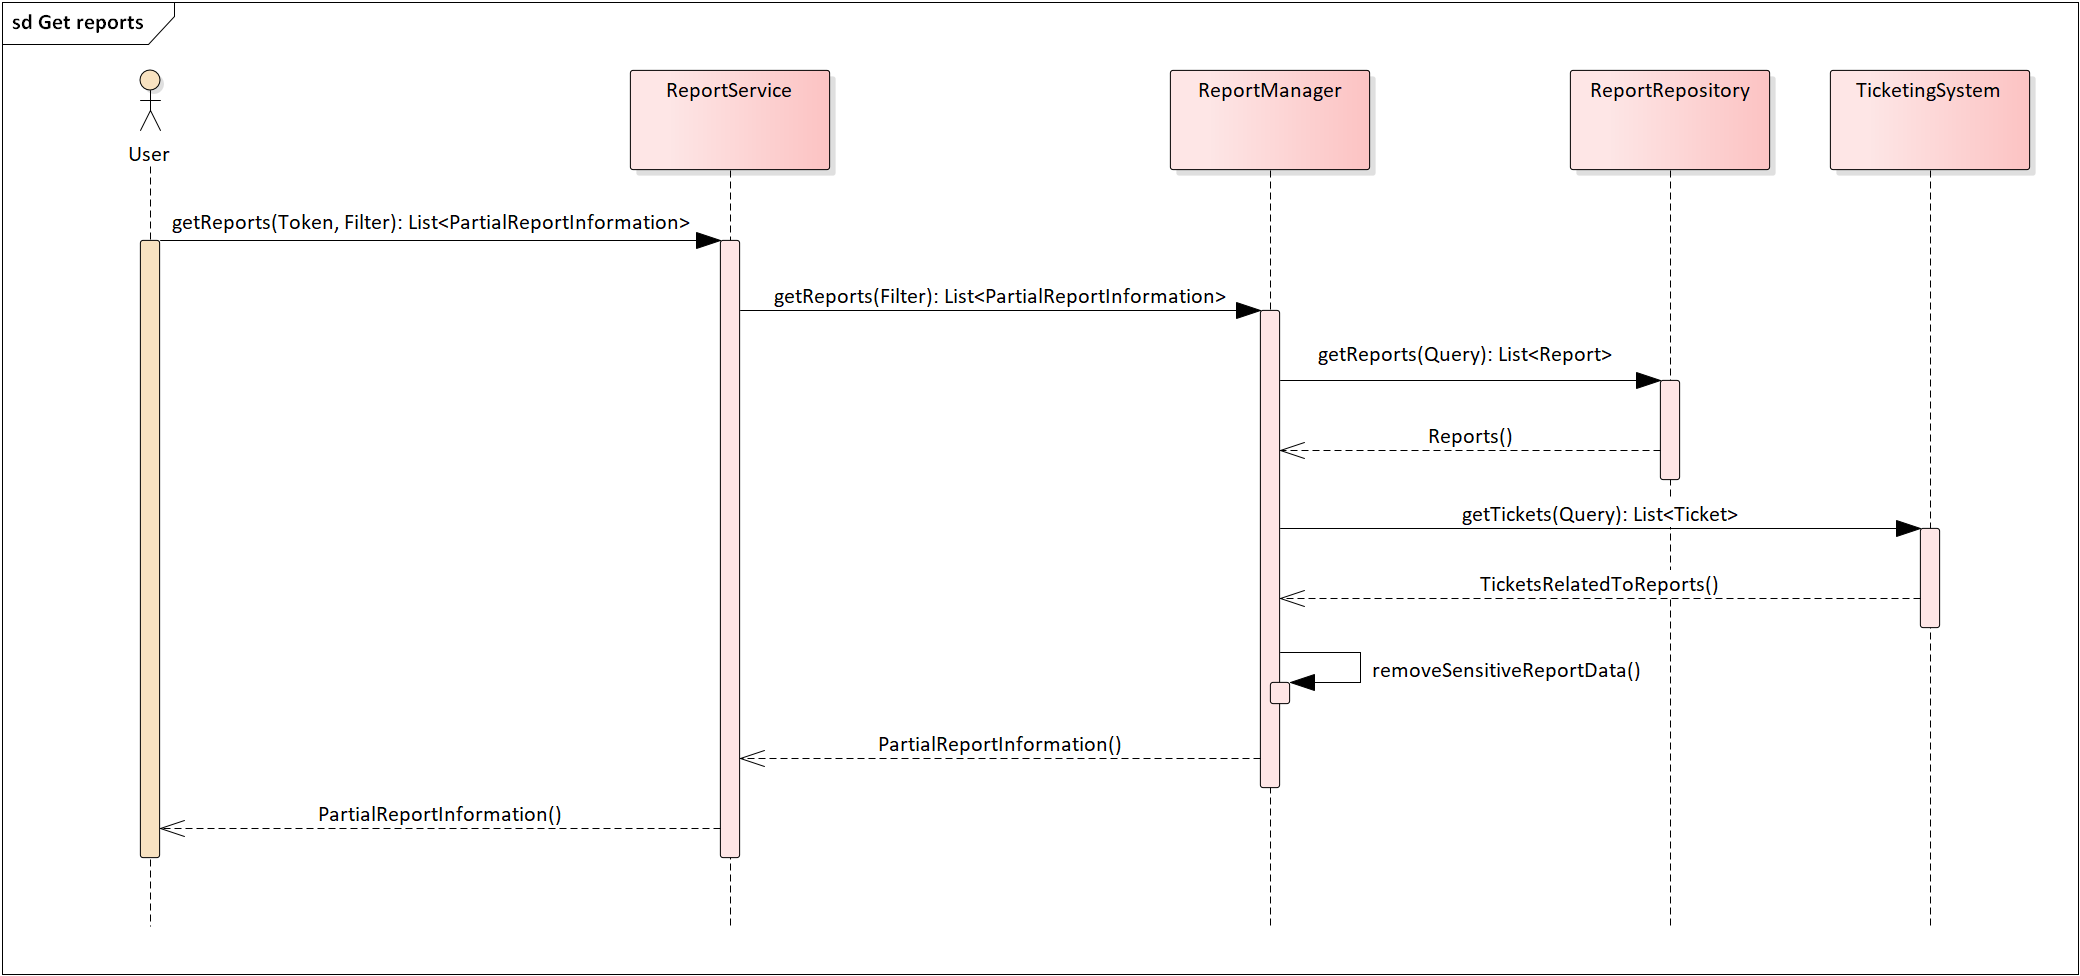 sd Get reports
User
ReportService
ReportManager
ReportRepository
TicketingSystem
getReports(Token, Filter): List<PartialReportInformation>
getReports(Filter): List<PartialReportInformation>
getReports(Query): List<Report>
Reports()
getTickets(Query): List<Ticket>
TicketsRelatedToReports()
removeSensitiveReportData()
PartialReportInformation()
PartialReportInformation()